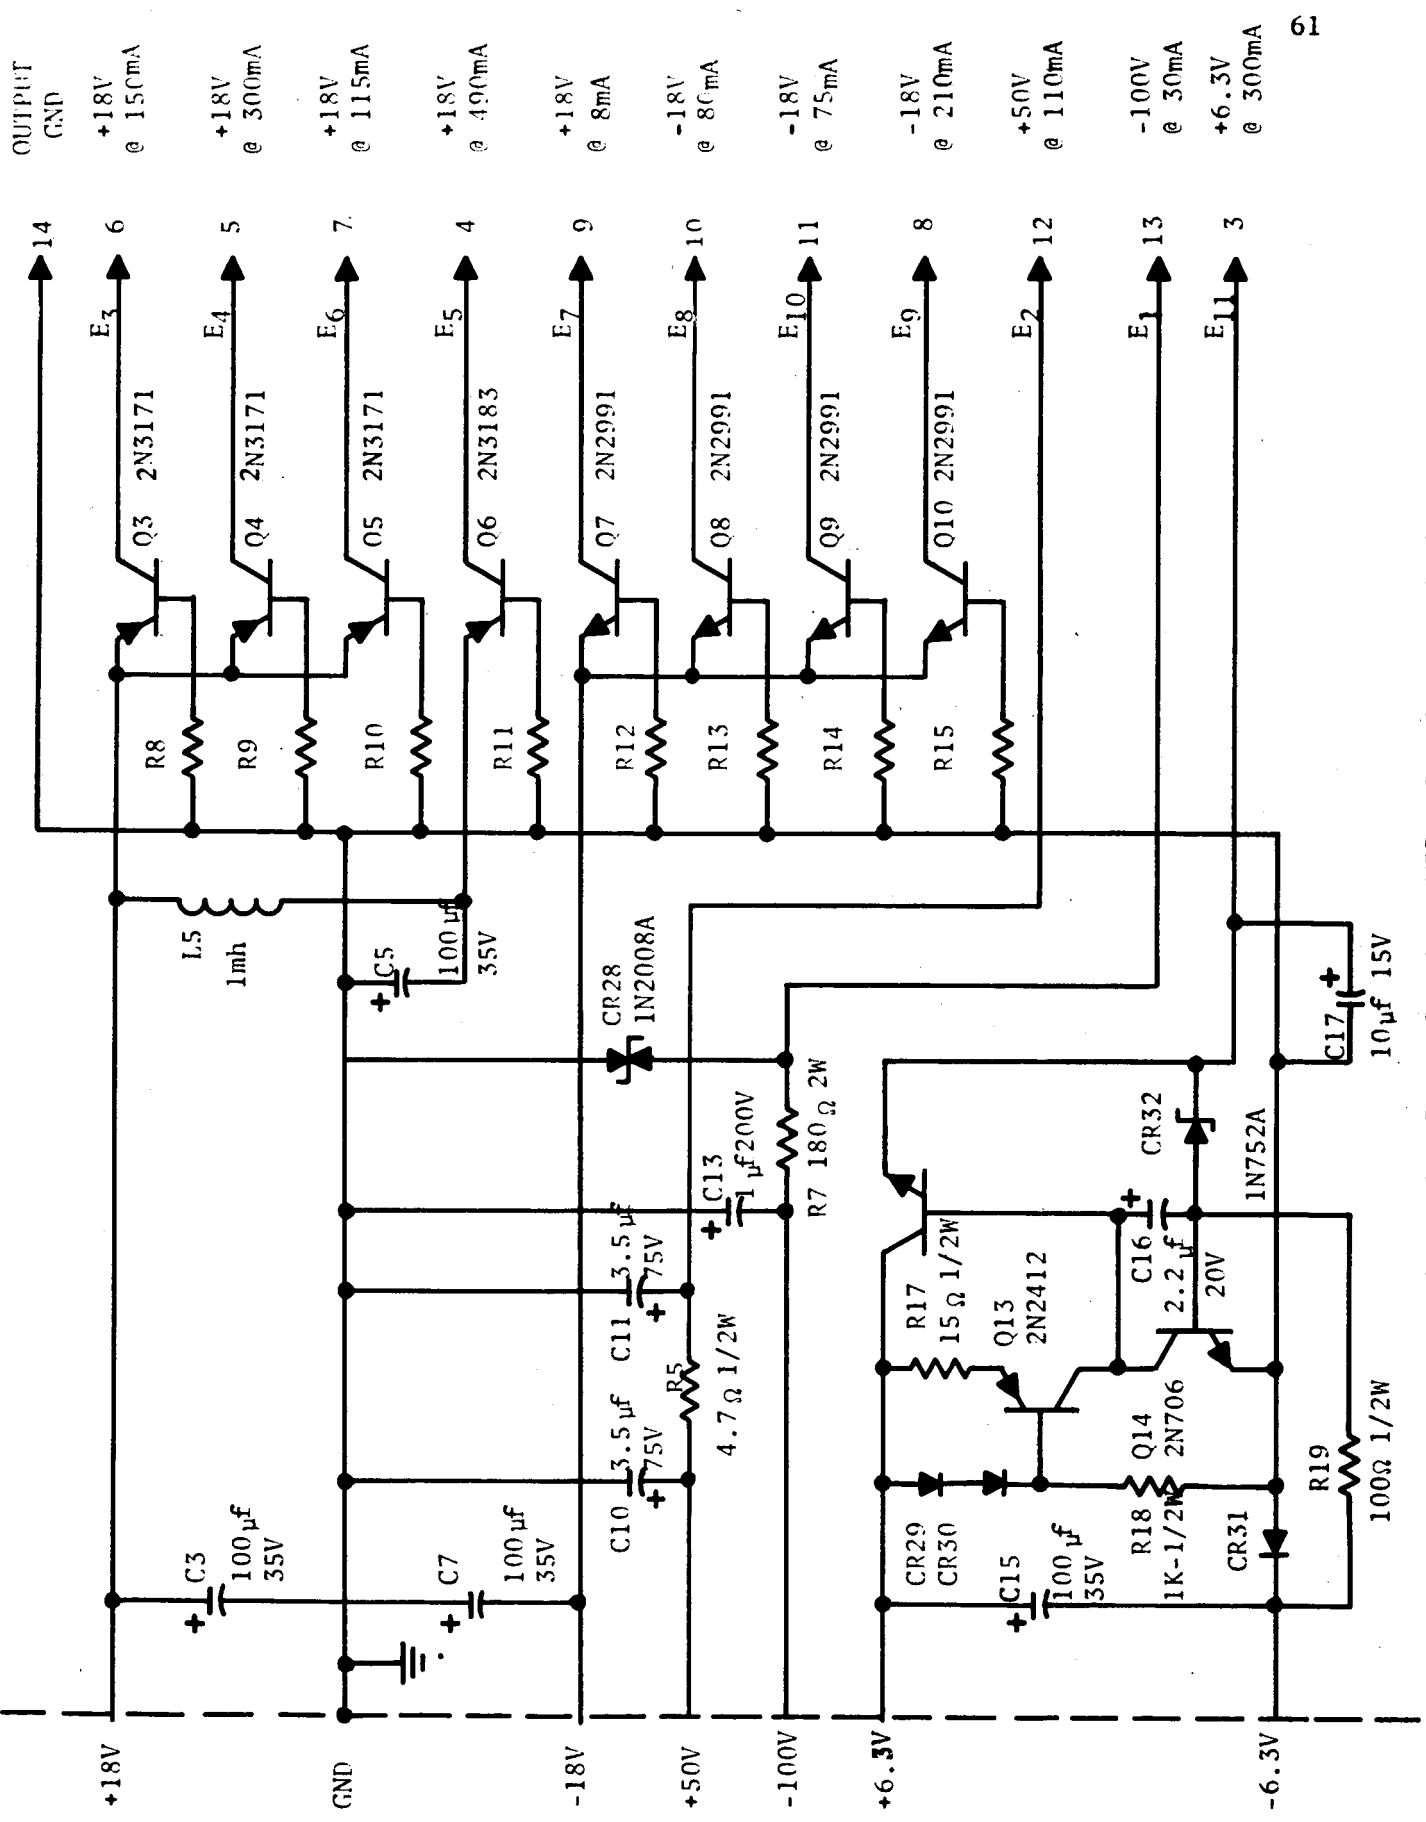 61
OUTPUT
GND
14
+18V
@ 150mA
6
E3
+18V
@ 300mA
5
E4
+18V
@ 115mA
7
E6
+18V
@ 490mA
4
E5
+18V
@ 8mA
9
E7
-18V
@ 80mA
10
E8
-18V
@ 75mA
11
E10
-18V
@ 210mA
8
E9
+50V
@ 110mA
12
E2
-100V
@ 30mA
13
E1
+6.3V
@ 300mA
3
E11
Q3 2N3171
Q4 2N3171
Q5 2N3171
Q6 2N3183
Q7 2N2991
Q8 2N2991
Q9 2N2991
Q10 2N2991
R8
R9
R10
R11
R12
R13
R14
R15
L5
1mh
+ C5
100 µf
35V
CR28
1N2008A
C3
+
100µf
35V
C7
+
100µf
35V
C10
3.5µf
+ 75V
C11
3.5µf
+ 75V
R5
4.7Ω 1/2W
C13
+ 1µf 200V
R7 180Ω 2W
R17
15Ω 1/2W
Q13
2N2412
+
C16
2.2µf
20V
CR32
1N752A
C17
+
10µf 15V
CR29
CR30
C15
+
100µf
35V
Q14
2N706
R18
1K-1/2W
CR31
R19
100Ω 1/2W
+18V
GND
-18V
+50V
-100V
+6.3V
-6.3V